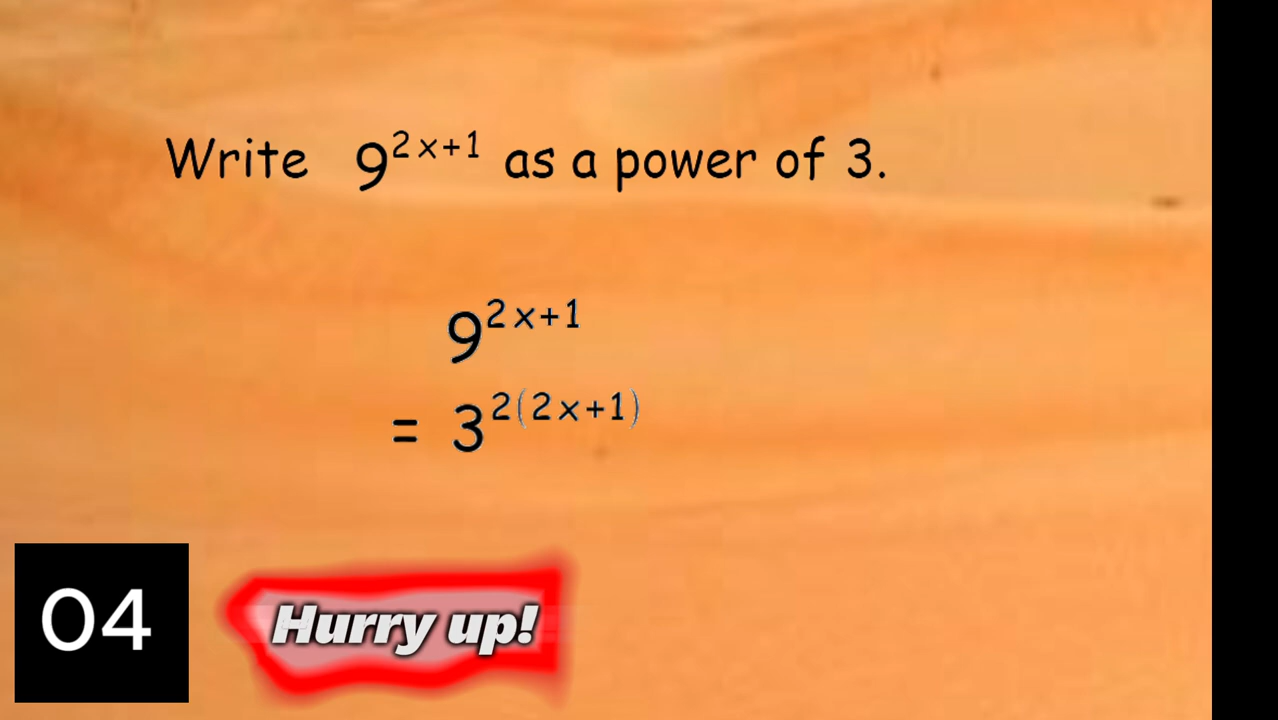 Write 9^{2x+1} as a power of 3.
9^{2x+1}
= 3^{2(2x+1)}
04
Hurry up!